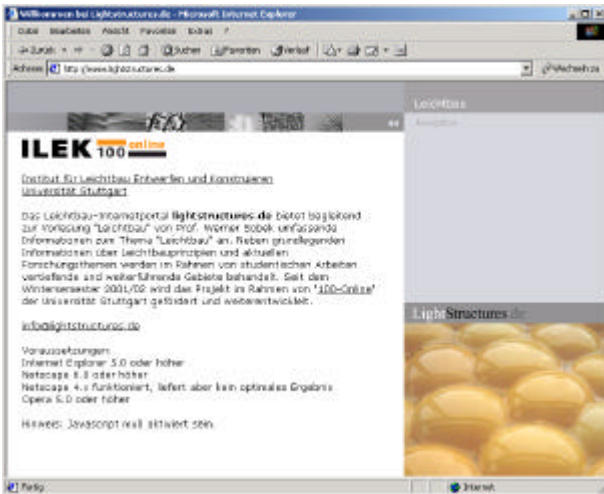 Willkommen bei Lightstructures.de - Microsoft Internet Explorer
Datei Bearbeiten Ansicht Favoriten Extras ?
Zurück Suchen Favoriten Verlauf
Adresse http://www.lightstructures.de Wechseln zu
Leichtbau
ILEK 100 online
Institut für Leichtbau Entwerfen und Konstruieren
Universität Stuttgart
Das Leichtbau-Internetportal lightstructures.de bietet begleitend
zur Vorlesung "Leichtbau" von Prof. Werner Sobek umfassende
Informationen zum Thema "Leichtbau" an. Neben grundlegenden
Informationen über Leichtbauprinzipien und aktuellen
Forschungsthemen werden im Rahmen von studentischen Arbeiten
vertiefende und weiterführende Gebiete behandelt. Seit dem
Wintersemester 2001/02 wird das Projekt im Rahmen von "100-Online"
der Universität Stuttgart gefördert und weiterentwickelt.
info@lightstructures.de
LightStructures.de
Voraussetzungen:
Internet Explorer 5.0 oder höher
Netscape 6.0 oder höher
Netscape 4.x funktioniert, liefert aber kein optimales Ergebnis
Opera 5.0 oder höher
Hinweis: Javascript muß aktiviert sein.
Fertig Internet